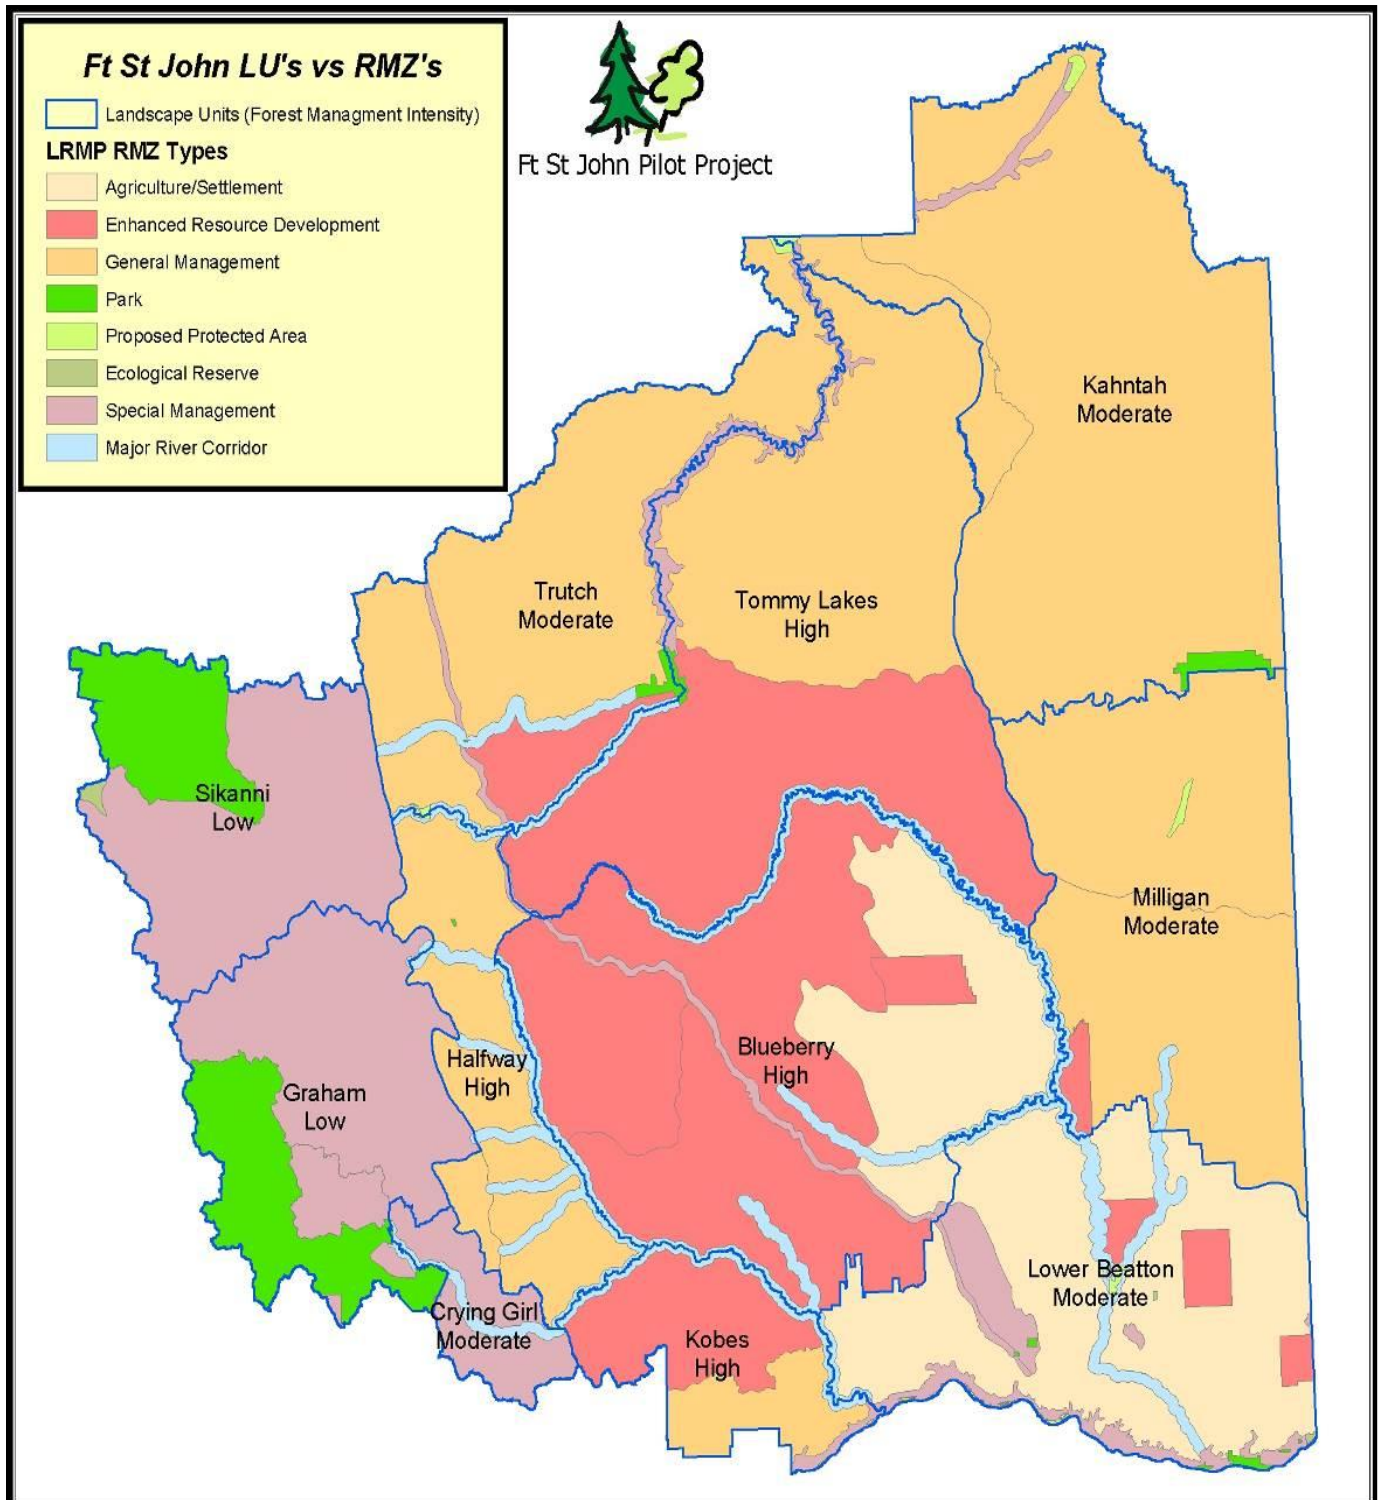 Ft St John LU's vs RMZ's
Landscape Units (Forest Managment Intensity)
LRMP RMZ Types
Agriculture/Settlement
Enhanced Resource Development
General Management
Park
Proposed Protected Area
Ecological Reserve
Special Management
Major River Corridor
Ft St John Pilot Project
Kahntah
Moderate
Trutch
Moderate
Tommy Lakes
High
Sikanni
Low
Milligan
Moderate
Blueberry
High
Halfway
High
Graham
Low
Lower Beatton
Moderate
Crying Girl
Moderate
Kobes
High